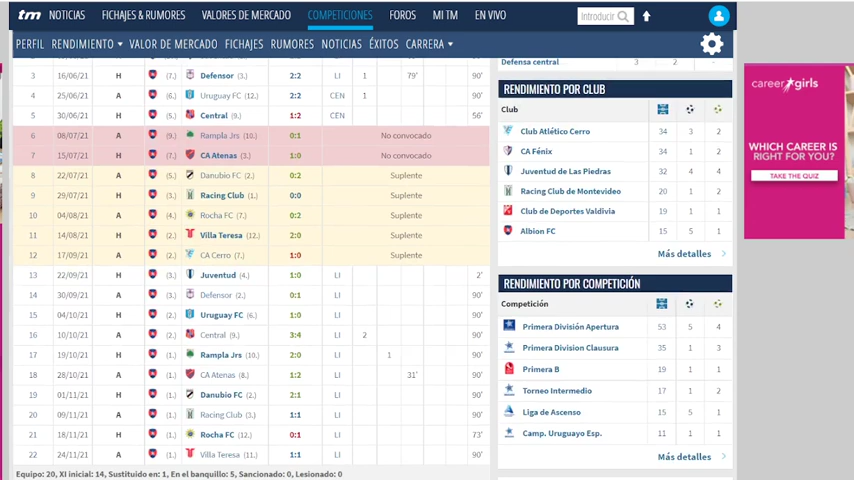 tm NOTICIAS FICHAJES & RUMORES VALORES DE MERCADO COMPETICIONES FOROS MI TM EN VIVO Introducir
PERFIL RENDIMIENTO VALOR DE MERCADO FICHAJES RUMORES NOTICIAS ÉXITOS CARRERA
3 16/06/21 H (7.) Defensor (3.) 2:2 LI 1 79' 90'
4 25/06/21 A (6.) Uruguay FC (12.) 2:2 CEN 1 90'
5 30/06/21 H (5.) Central (9.) 1:2 CEN 56'
6 08/07/21 A (9.) Rampla Jrs (10.) 0:1 No convocado
7 15/07/21 H (7.) CA Atenas (3.) 1:0 No convocado
8 22/07/21 A (5.) Danubio FC (2.) 0:2 Suplente
9 29/07/21 H (3.) Racing Club (1.) 0:0 Suplente
10 04/08/21 A (4.) Rocha FC (7.) 0:2 Suplente
11 14/08/21 H (2.) Villa Teresa (12.) 2:0 Suplente
12 17/09/21 A (2.) CA Cerro (7.) 1:0 Suplente
13 22/09/21 H (3.) Juventud (4.) 1:0 LI 2'
14 30/09/21 A (3.) Defensor (2.) 0:1 LI 90'
15 04/10/21 H (2.) Uruguay FC (6.) 1:0 LI 90'
16 10/10/21 A (2.) Central (9.) 3:4 LI 2 90'
17 19/10/21 H (1.) Rampla Jrs (10.) 2:0 LI 1 90'
18 28/10/21 A (1.) CA Atenas (8.) 1:2 LI 31' 90'
19 01/11/21 H (1.) Danubio FC (2.) 2:1 LI 90'
20 09/11/21 A (1.) Racing Club (3.) 1:1 LI 90'
21 18/11/21 H (1.) Rocha FC (12.) 0:1 LI 73'
22 24/11/21 A (1.) Villa Teresa (11.) 1:1 LI 90'
Equipo: 20, XI inicial: 14, Sustituido en: 1, En el banquillo: 5, Sancionado: 0, Lesionado: 0
Defensa central 3 2
RENDIMIENTO POR CLUB
Club
Club Atlético Cerro 34 3 2
CA Fénix 34 1 2
Juventud de Las Piedras 32 4 4
Racing Club de Montevideo 20 1 2
Club de Deportes Valdivia 19 1 1
Albion FC 15 5 1
Más detalles
RENDIMIENTO POR COMPETICIÓN
Competición
Primera División Apertura 53 5 4
Primera Division Clausura 35 1 3
Primera B 19 1 1
Torneo Intermedio 17 1 2
Liga de Ascenso 15 5 1
Camp. Uruguayo Esp. 11 1 1
Más detalles
career girls
WHICH CAREER IS
RIGHT FOR YOU?
TAKE THE QUIZ